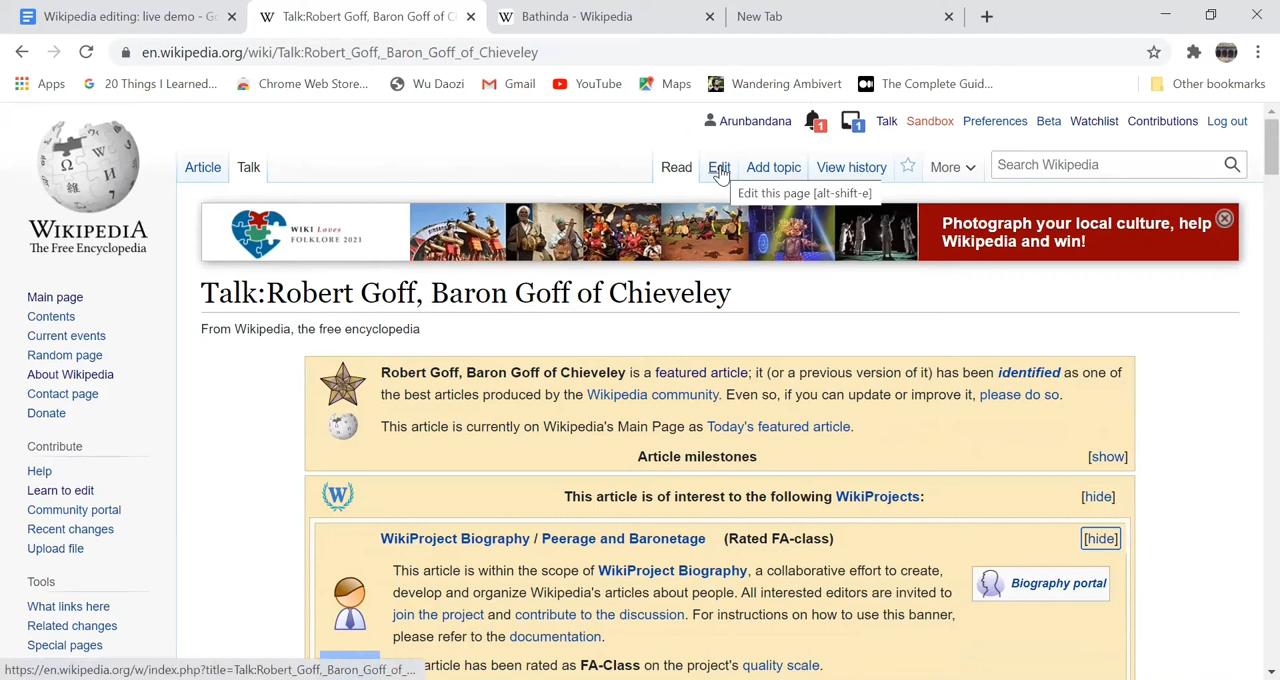 Wikipedia editing: live demo - Go
Talk:Robert Goff, Baron Goff of C
Bathinda - Wikipedia
New Tab
en.wikipedia.org/wiki/Talk:Robert_Goff,_Baron_Goff_of_Chieveley
Apps 20 Things I Learned... Chrome Web Store... Wu Daozi Gmail YouTube Maps Wandering Ambivert The Complete Guid... Other bookmarks
Arunbandana 1 1 Talk Sandbox Preferences Beta Watchlist Contributions Log out
Article Talk Read Edit Add topic View history More Search Wikipedia
Edit this page [alt-shift-e]
WIKIPEDIA
The Free Encyclopedia
WIKI LOVES
FOLKLORE 2021
Photograph your local culture, help
Wikipedia and win!
Talk:Robert Goff, Baron Goff of Chieveley
From Wikipedia, the free encyclopedia
Main page
Contents
Current events
Random page
About Wikipedia
Contact page
Donate
Contribute
Help
Learn to edit
Community portal
Recent changes
Upload file
Tools
What links here
Related changes
Special pages
Robert Goff, Baron Goff of Chieveley is a featured article; it (or a previous version of it) has been identified as one of
the best articles produced by the Wikipedia community. Even so, if you can update or improve it, please do so.
This article is currently on Wikipedia's Main Page as Today's featured article.
Article milestones [show]
This article is of interest to the following WikiProjects: [hide]
WikiProject Biography / Peerage and Baronetage (Rated FA-class) [hide]
This article is within the scope of WikiProject Biography, a collaborative effort to create,
develop and organize Wikipedia's articles about people. All interested editors are invited to
join the project and contribute to the discussion. For instructions on how to use this banner,
please refer to the documentation.
Biography portal
article has been rated as FA-Class on the project's quality scale.
https://en.wikipedia.org/w/index.php?title=Talk:Robert_Goff,_Baron_Goff_of_...